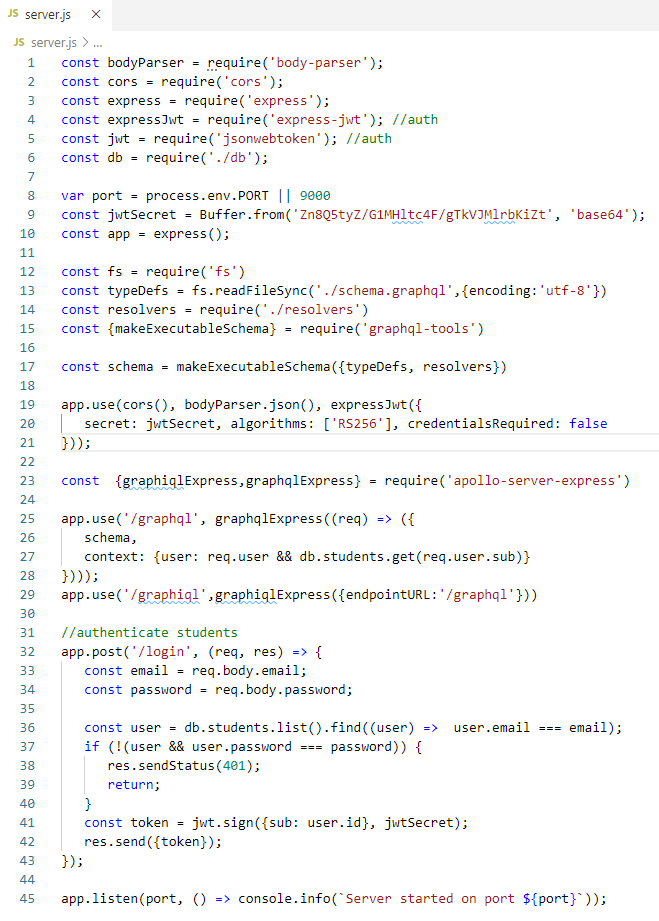 JS server.js ×
JS server.js > ...
1 const bodyParser = require('body-parser');
2 const cors = require('cors');
3 const express = require('express');
4 const expressJwt = require('express-jwt'); //auth
5 const jwt = require('jsonwebtoken'); //auth
6 const db = require('./db');
7
8 var port = process.env.PORT || 9000
9 const jwtSecret = Buffer.from('Zn8Q5tyZ/G1MHltc4F/gTkVJMlrbKiZt', 'base64');
10 const app = express();
11
12 const fs = require('fs')
13 const typeDefs = fs.readFileSync('./schema.graphql',{encoding:'utf-8'})
14 const resolvers = require('./resolvers')
15 const {makeExecutableSchema} = require('graphql-tools')
16
17 const schema = makeExecutableSchema({typeDefs, resolvers})
18
19 app.use(cors(), bodyParser.json(), expressJwt({
20    secret: jwtSecret, algorithms: ['RS256'], credentialsRequired: false
21 }));
22
23 const  {graphiqlExpress,graphqlExpress} = require('apollo-server-express')
24
25 app.use('/graphql', graphqlExpress((req) => ({
26    schema,
27    context: {user: req.user && db.students.get(req.user.sub)}
28 })));
29 app.use('/graphiql',graphiqlExpress({endpointURL:'/graphql'}))
30
31 //authenticate students
32 app.post('/login', (req, res) => {
33    const email = req.body.email;
34    const password = req.body.password;
35
36    const user = db.students.list().find((user) =>  user.email === email);
37    if (!(user && user.password === password)) {
38       res.sendStatus(401);
39       return;
40    }
41    const token = jwt.sign({sub: user.id}, jwtSecret);
42    res.send({token});
43 });
44
45 app.listen(port, () => console.info(`Server started on port ${port}`));